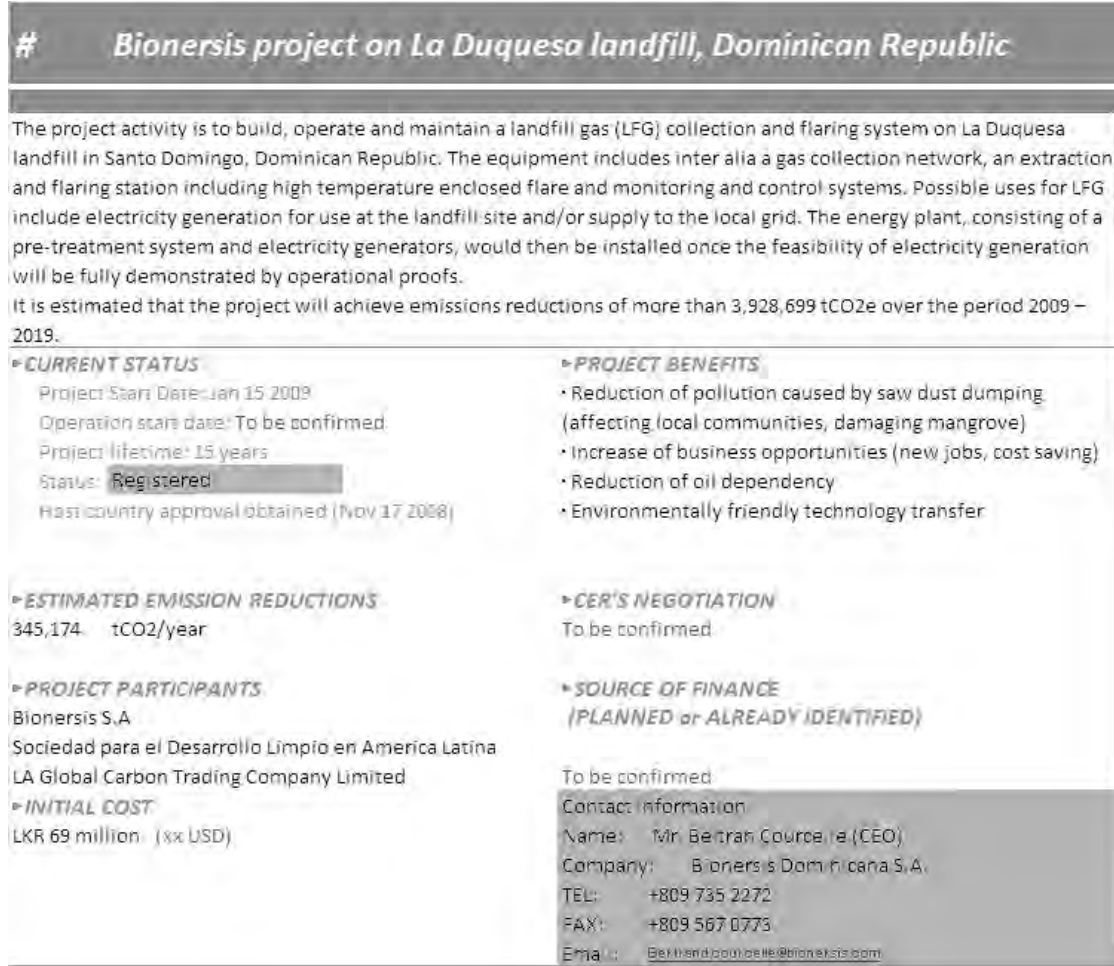 # Bionersis project on La Duquesa landfill, Dominican Republic
The project activity is to build, operate and maintain a landfill gas (LFG) collection and flaring system on La Duquesa
landfill in Santo Domingo, Dominican Republic. The equipment includes inter alia a gas collection network, an extraction
and flaring station including high temperature enclosed flare and monitoring and control systems. Possible uses for LFG
include electricity generation for use at the landfill site and/or supply to the local grid. The energy plant, consisting of a
pre-treatment system and electricity generators, would then be installed once the feasibility of electricity generation
will be fully demonstrated by operational proofs.
It is estimated that the project will achieve emissions reductions of more than 3,928,699 tCO2e over the period 2009 –
2019.
▸CURRENT STATUS
Project Start Date: Jan 15 2009
Operation start date: To be confirmed
Project lifetime: 15 years
Status: Registered
Host country approval obtained (Nov 17 2008)
▸PROJECT BENEFITS
· Reduction of pollution caused by saw dust dumping
(affecting local communities, damaging mangrove)
· Increase of business opportunities (new jobs, cost saving)
· Reduction of oil dependency
· Environmentally friendly technology transfer
▸ESTIMATED EMISSION REDUCTIONS
345,174 tCO2/year
▸CER'S NEGOTIATION
To be confirmed
▸PROJECT PARTICIPANTS
Bionersis S.A
Sociedad para el Desarrollo Limpio en America Latina
LA Global Carbon Trading Company Limited
▸SOURCE OF FINANCE
(PLANNED or ALREADY IDENTIFIED)
To be confirmed
▸INITIAL COST
LKR 69 million (xx USD)
Contact Information
Name: Mr. Bertran Courcelle (CEO)
Company: Bionersis Dominicana S.A.
TEL: +809 735 2272
FAX: +809 567 0773
Email: Bertrand.courcelle@bionersis.com